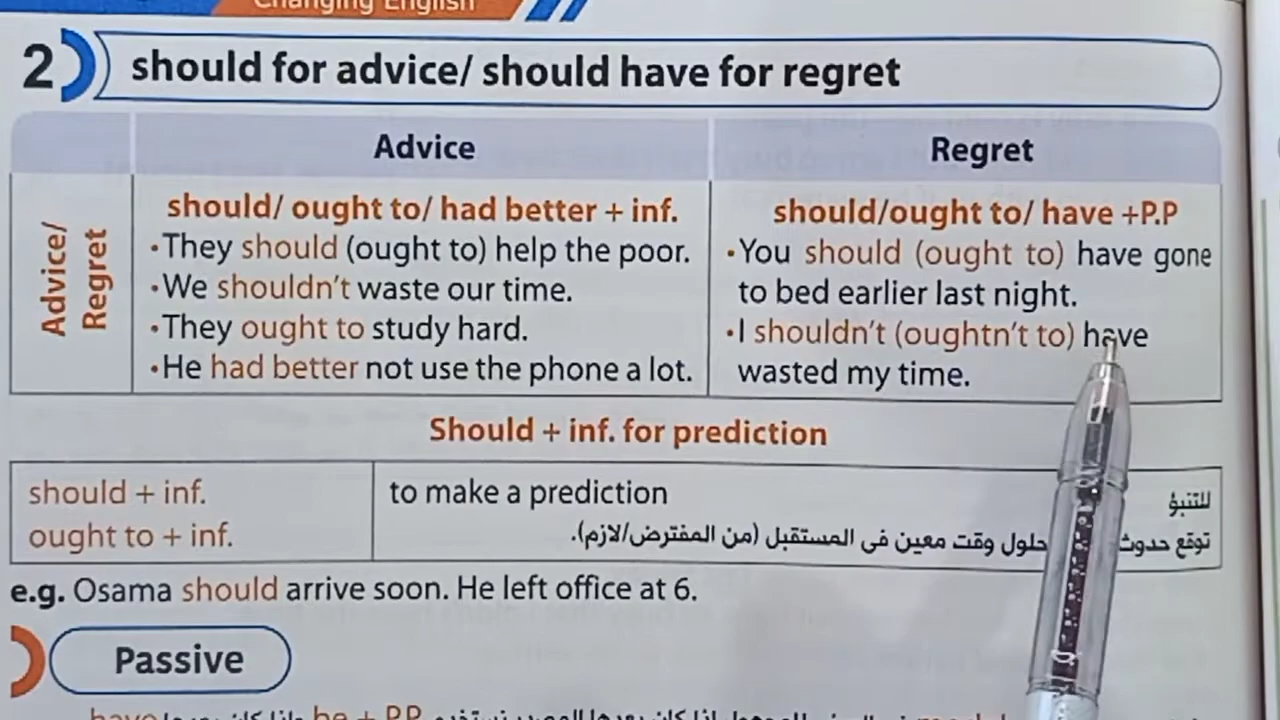 Changing English
2 should for advice/ should have for regret
Advice
Regret
Advice/
Regret
should/ ought to/ had better + inf.
•They should (ought to) help the poor.
•We shouldn't waste our time.
•They ought to study hard.
•He had better not use the phone a lot.
should/ought to/ have +P.P
•You should (ought to) have gone
to bed earlier last night.
•I shouldn't (oughtn't to) have
wasted my time.
Should + inf. for prediction
should + inf.
ought to + inf.
to make a prediction
للتنبؤ
توقع حدوث حلول وقت معين فى المستقبل (من المفترض/لازم).
e.g. Osama should arrive soon. He left office at 6.
Passive
be + P.P have